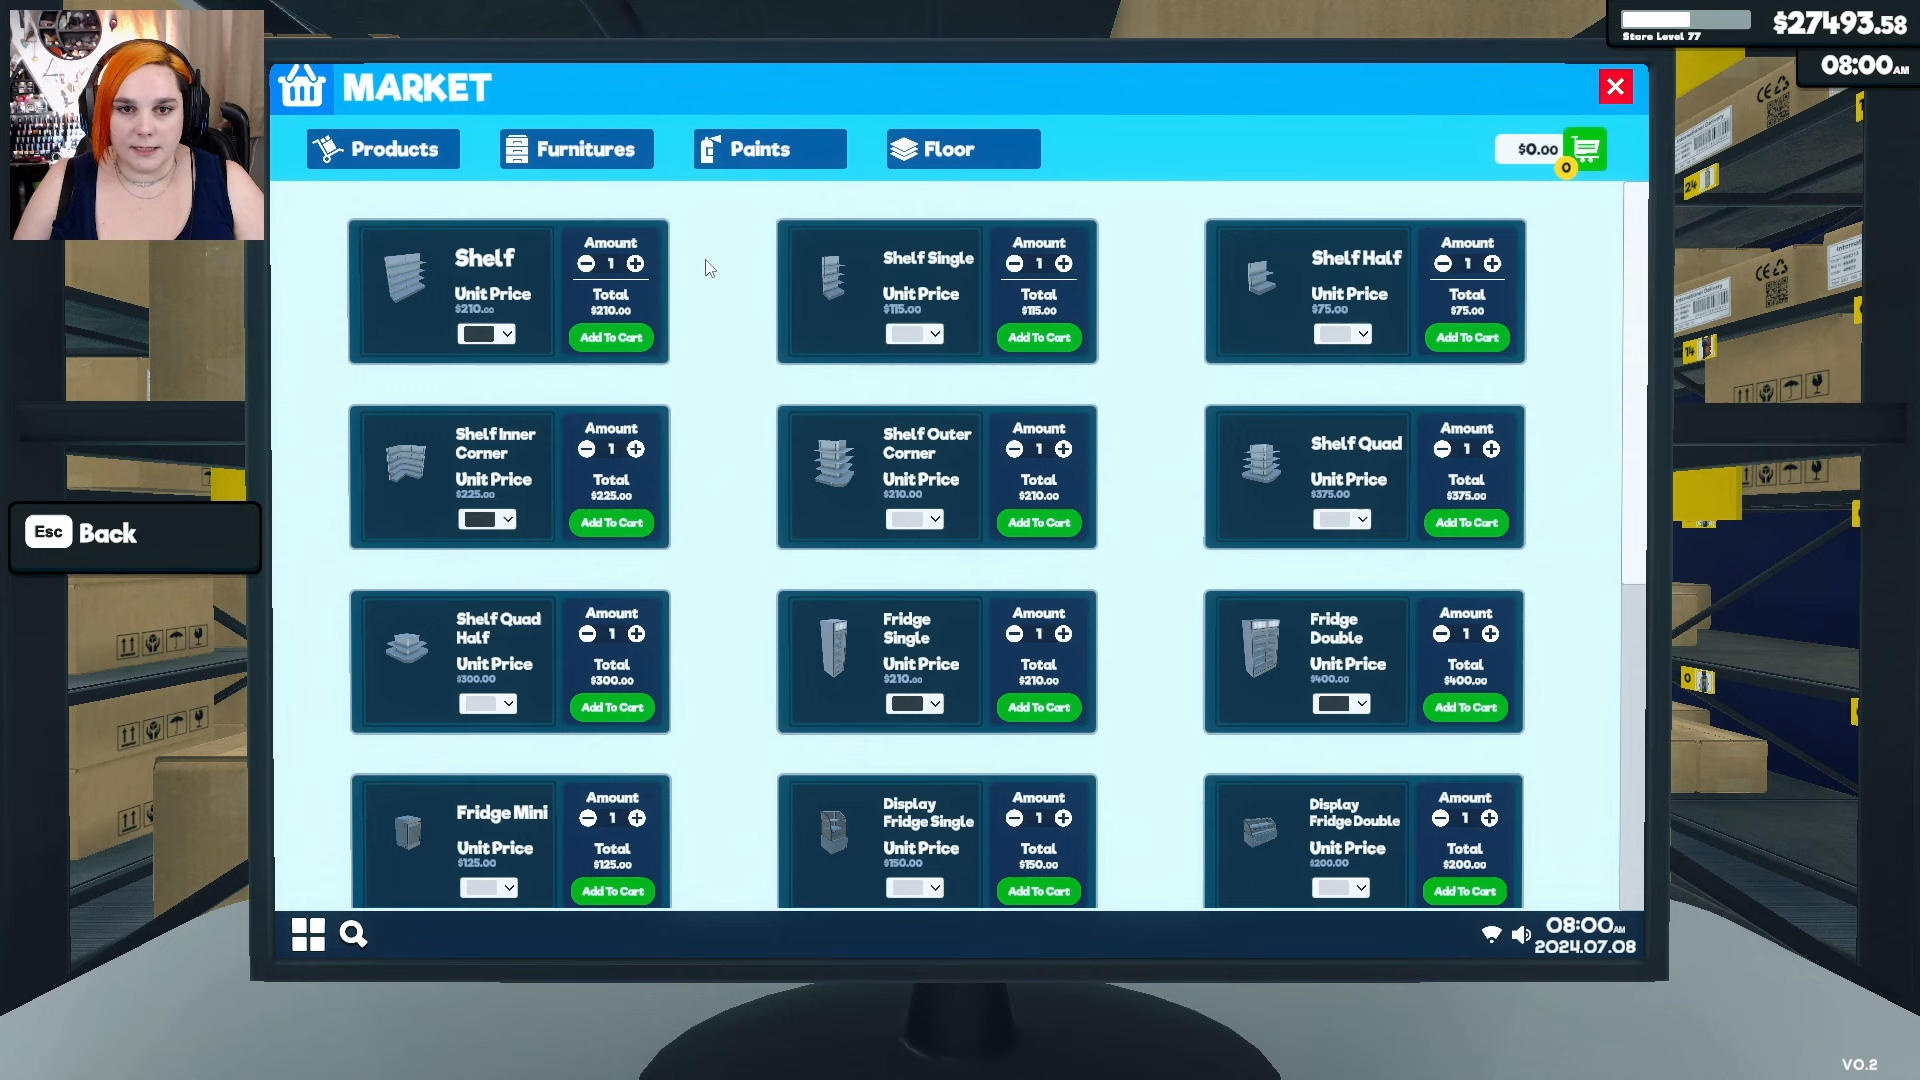 $27493.58
Store Level 77
08:00AM
MARKET
Products
Furnitures
Paints
Floor
$0.00
0
Shelf
Unit Price
$210.00
Amount
1
Total
$210.00
Add To Cart
Shelf Single
Unit Price
$115.00
Amount
1
Total
$115.00
Add To Cart
Shelf Half
Unit Price
$75.00
Amount
1
Total
$75.00
Add To Cart
Shelf Inner
Corner
Unit Price
$225.00
Amount
1
Total
$225.00
Add To Cart
Shelf Outer
Corner
Unit Price
$210.00
Amount
1
Total
$210.00
Add To Cart
Shelf Quad
Unit Price
$375.00
Amount
1
Total
$375.00
Add To Cart
Esc Back
Shelf Quad
Half
Unit Price
$300.00
Amount
1
Total
$300.00
Add To Cart
Fridge
Single
Unit Price
$210.00
Amount
1
Total
$210.00
Add To Cart
Fridge
Double
Unit Price
$400.00
Amount
1
Total
$400.00
Add To Cart
Fridge Mini
Unit Price
$125.00
Amount
1
Total
$125.00
Add To Cart
Display
Fridge Single
Unit Price
$150.00
Amount
1
Total
$150.00
Add To Cart
Display
Fridge Double
Unit Price
$200.00
Amount
1
Total
$200.00
Add To Cart
08:00AM
2024.07.08
24
14
0
V0.2